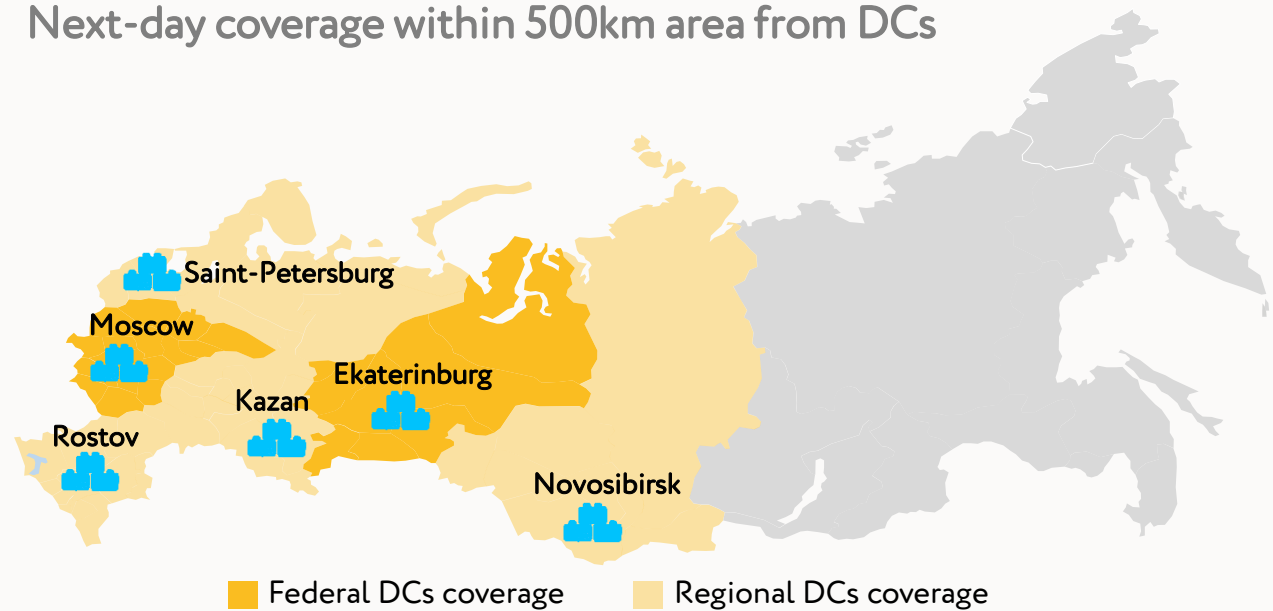 Next-day coverage within 500km area from DCs
Saint-Petersburg
Moscow
Ekaterinburg
Kazan
Rostov
Novosibirsk
Federal DCs coverage
Regional DCs coverage